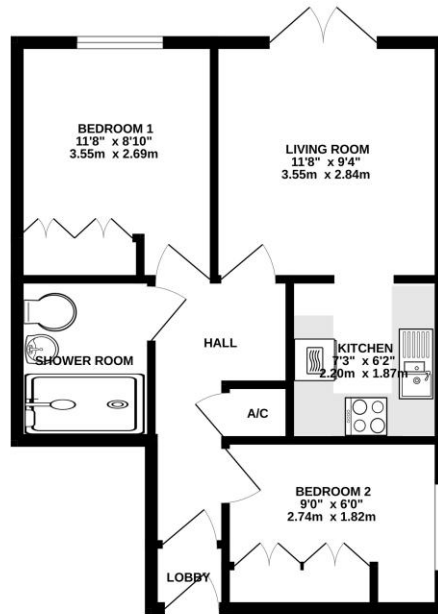 BEDROOM 1
11'8" x 8'10"
3.55m x 2.69m
LIVING ROOM
11'8" x 9'4"
3.55m x 2.84m
SHOWER ROOM
HALL
KITCHEN
7'3" x 6'2"
2.20m x 1.87m
A/C
BEDROOM 2
9'0" x 6'0"
2.74m x 1.82m
LOBBY